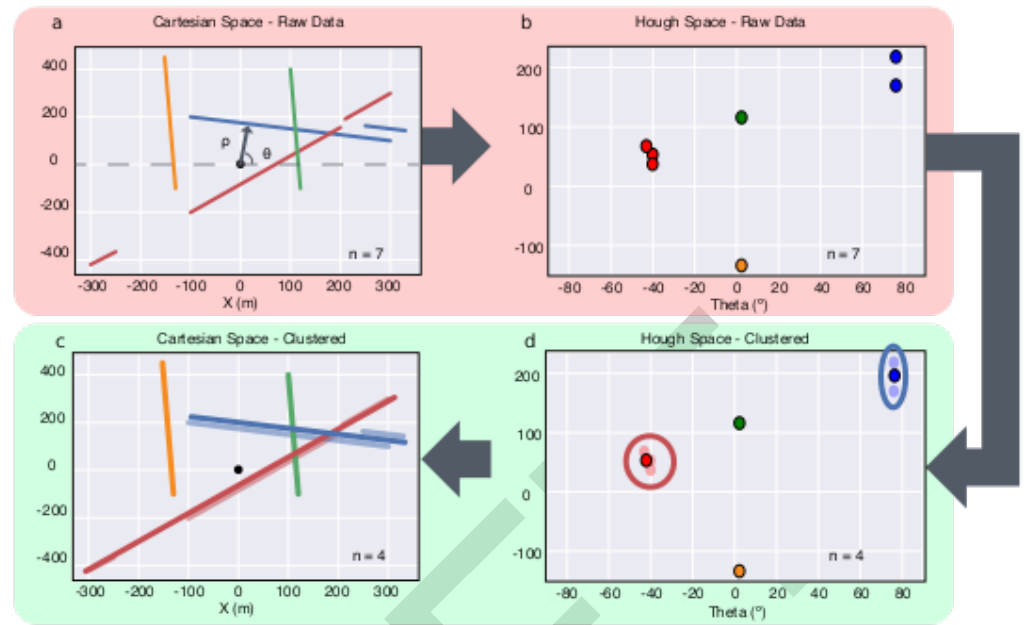 a Cartesian Space - Raw Data
400
200
0
-200
-400
ρ
θ
n = 7
-300 -200 -100 0 100 200 300
X (m)
b Hough Space - Raw Data
200
100
0
-100
n = 7
-80 -60 -40 -20 0 20 40 60 80
Theta (°)
c Cartesian Space - Clustered
400
200
0
-200
-400
n = 4
-300 -200 -100 0 100 200 300
X (m)
d Hough Space - Clustered
200
100
0
-100
n = 4
-80 -60 -40 -20 0 20 40 60 80
Theta (°)